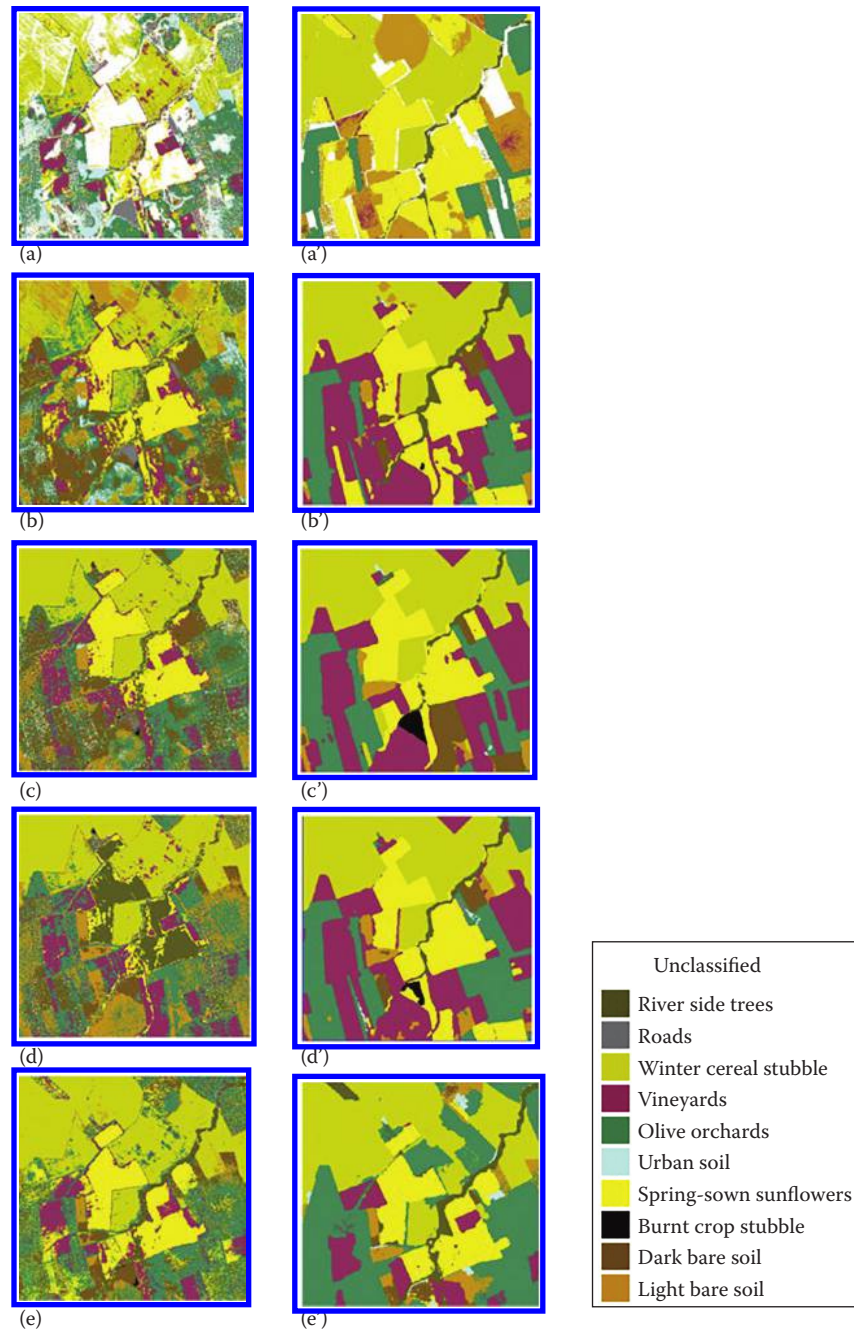 (a)
(a’)
(b)
(b’)
(c)
(c’)
(d)
(d’)
(e)
(e’)
Unclassified
River side trees
Roads
Winter cereal stubble
Vineyards
Olive orchards
Urban soil
Spring-sown sunflowers
Burnt crop stubble
Dark bare soil
Light bare soil